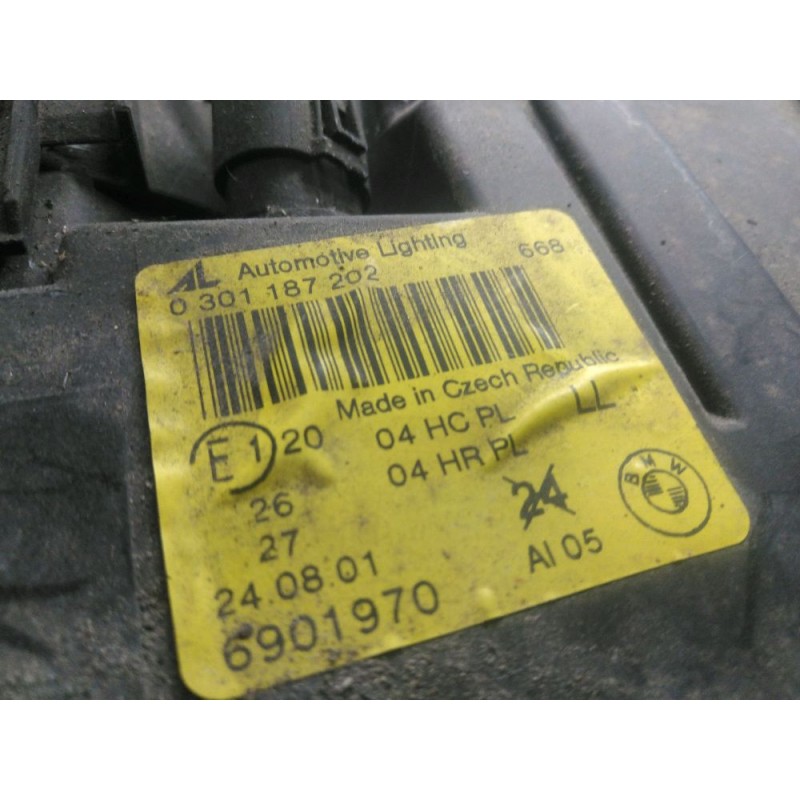 AL Automotive Lighting 668
0 301 187 202
Made in Czech Republic
E1 20 04 HC PL LL
04 HR PL
26 24
27 AI 05
24.08.01
6901970
BMW